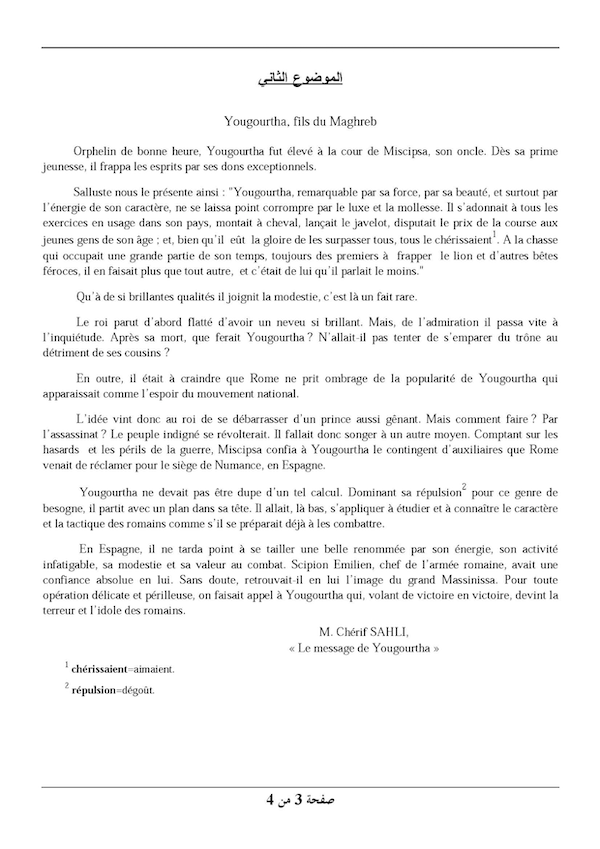 الموضوع الثاني
Yougourtha, fils du Maghreb
Orphelin de bonne heure, Yougourtha fut élevé à la cour de Miscipsa, son oncle. Dès sa prime
jeunesse, il frappa les esprits par ses dons exceptionnels.
Salluste nous le présente ainsi : "Yougourtha, remarquable par sa force, par sa beauté, et surtout par
l'énergie de son caractère, ne se laissa point corrompre par le luxe et la mollesse. Il s'adonnait à tous les
exercices en usage dans son pays, montait à cheval, lançait le javelot, disputait le prix de la course aux
jeunes gens de son âge ; et, bien qu'il eût la gloire de les surpasser tous, tous le chérissaient1. A la chasse
qui occupait une grande partie de son temps, toujours des premiers à frapper le lion et d'autres bêtes
féroces, il en faisait plus que tout autre, et c'était de lui qu'il parlait le moins."
Qu'à de si brillantes qualités il joignit la modestie, c'est là un fait rare.
Le roi parut d'abord flatté d'avoir un neveu si brillant. Mais, de l'admiration il passa vite à
l'inquiétude. Après sa mort, que ferait Yougourtha ? N'allait-il pas tenter de s'emparer du trône au
détriment de ses cousins ?
En outre, il était à craindre que Rome ne prit ombrage de la popularité de Yougourtha qui
apparaissait comme l'espoir du mouvement national.
L'idée vint donc au roi de se débarrasser d'un prince aussi gênant. Mais comment faire ? Par
l'assassinat ? Le peuple indigné se révolterait. Il fallait donc songer à un autre moyen. Comptant sur les
hasards et les périls de la guerre, Miscipsa confia à Yougourtha le contingent d'auxiliaires que Rome
venait de réclamer pour le siège de Numance, en Espagne.
Yougourtha ne devait pas être dupe d'un tel calcul. Dominant sa répulsion2 pour ce genre de
besogne, il partit avec un plan dans sa tête. Il allait, là bas, s'appliquer à étudier et à connaître le caractère
et la tactique des romains comme s'il se préparait déjà à les combattre.
En Espagne, il ne tarda point à se tailler une belle renommée par son énergie, son activité
infatigable, sa modestie et sa valeur au combat. Scipion Emilien, chef de l'armée romaine, avait une
confiance absolue en lui. Sans doute, retrouvait-il en lui l'image du grand Massinissa. Pour toute
opération délicate et périlleuse, on faisait appel à Yougourtha qui, volant de victoire en victoire, devint la
terreur et l'idole des romains.
M. Chérif SAHLI,
« Le message de Yougourtha »
1 chérissaient=aimaient.
2 répulsion=dégoût.
صفحة 3 من 4